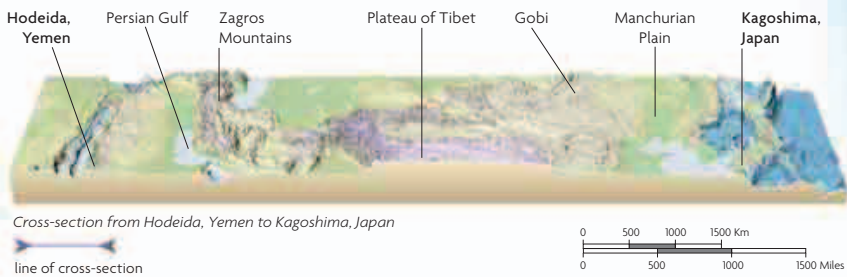 Hodeida,
Yemen
Persian Gulf
Zagros
Mountains
Plateau of Tibet
Gobi
Manchurian
Plain
Kagoshima,
Japan
Cross-section from Hodeida, Yemen to Kagoshima, Japan
line of cross-section
0 500 1000 1500 Km
0 500 1000 1500 Miles